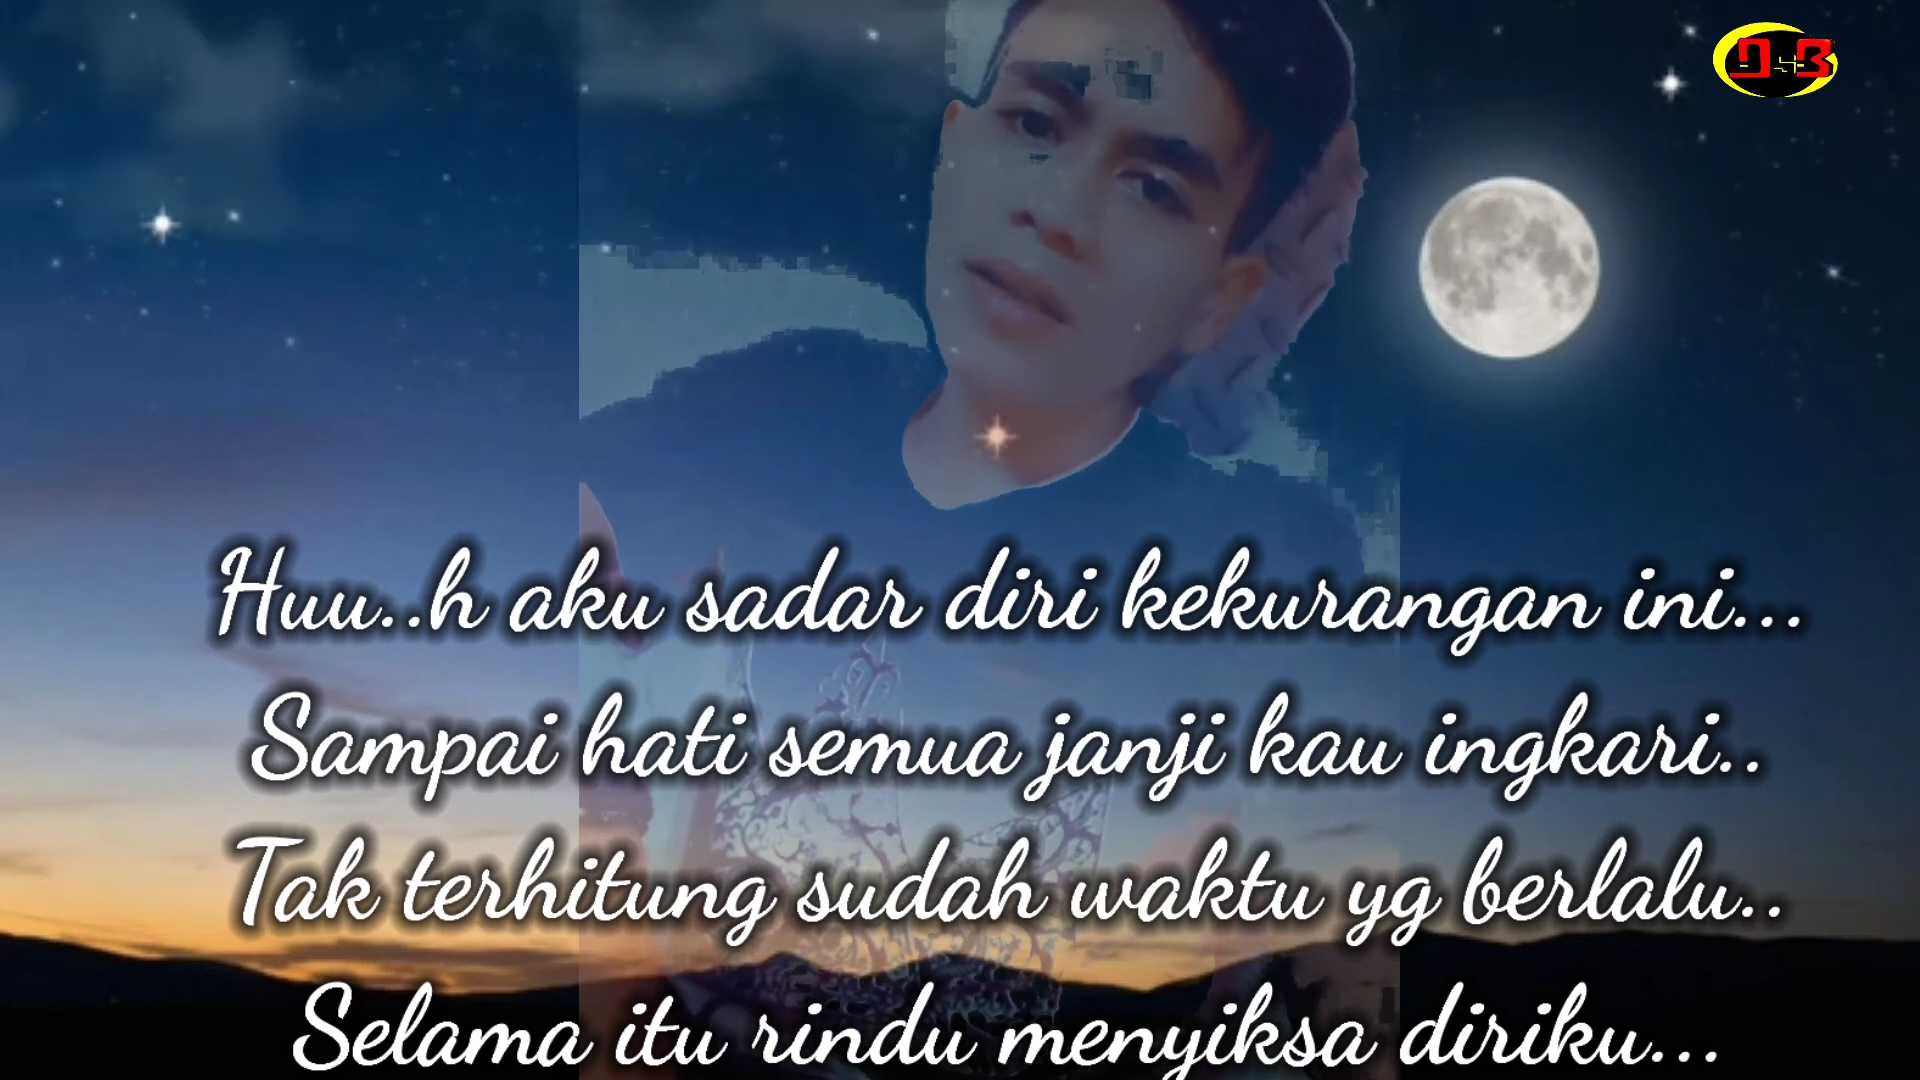 DsB
Huu..h aku sadar diri kekurangan ini...
Sampai hati semua janji kau ingkari..
Tak terhitung sudah waktu yg berlalu..
Selama itu rindu menyiksa diriku...